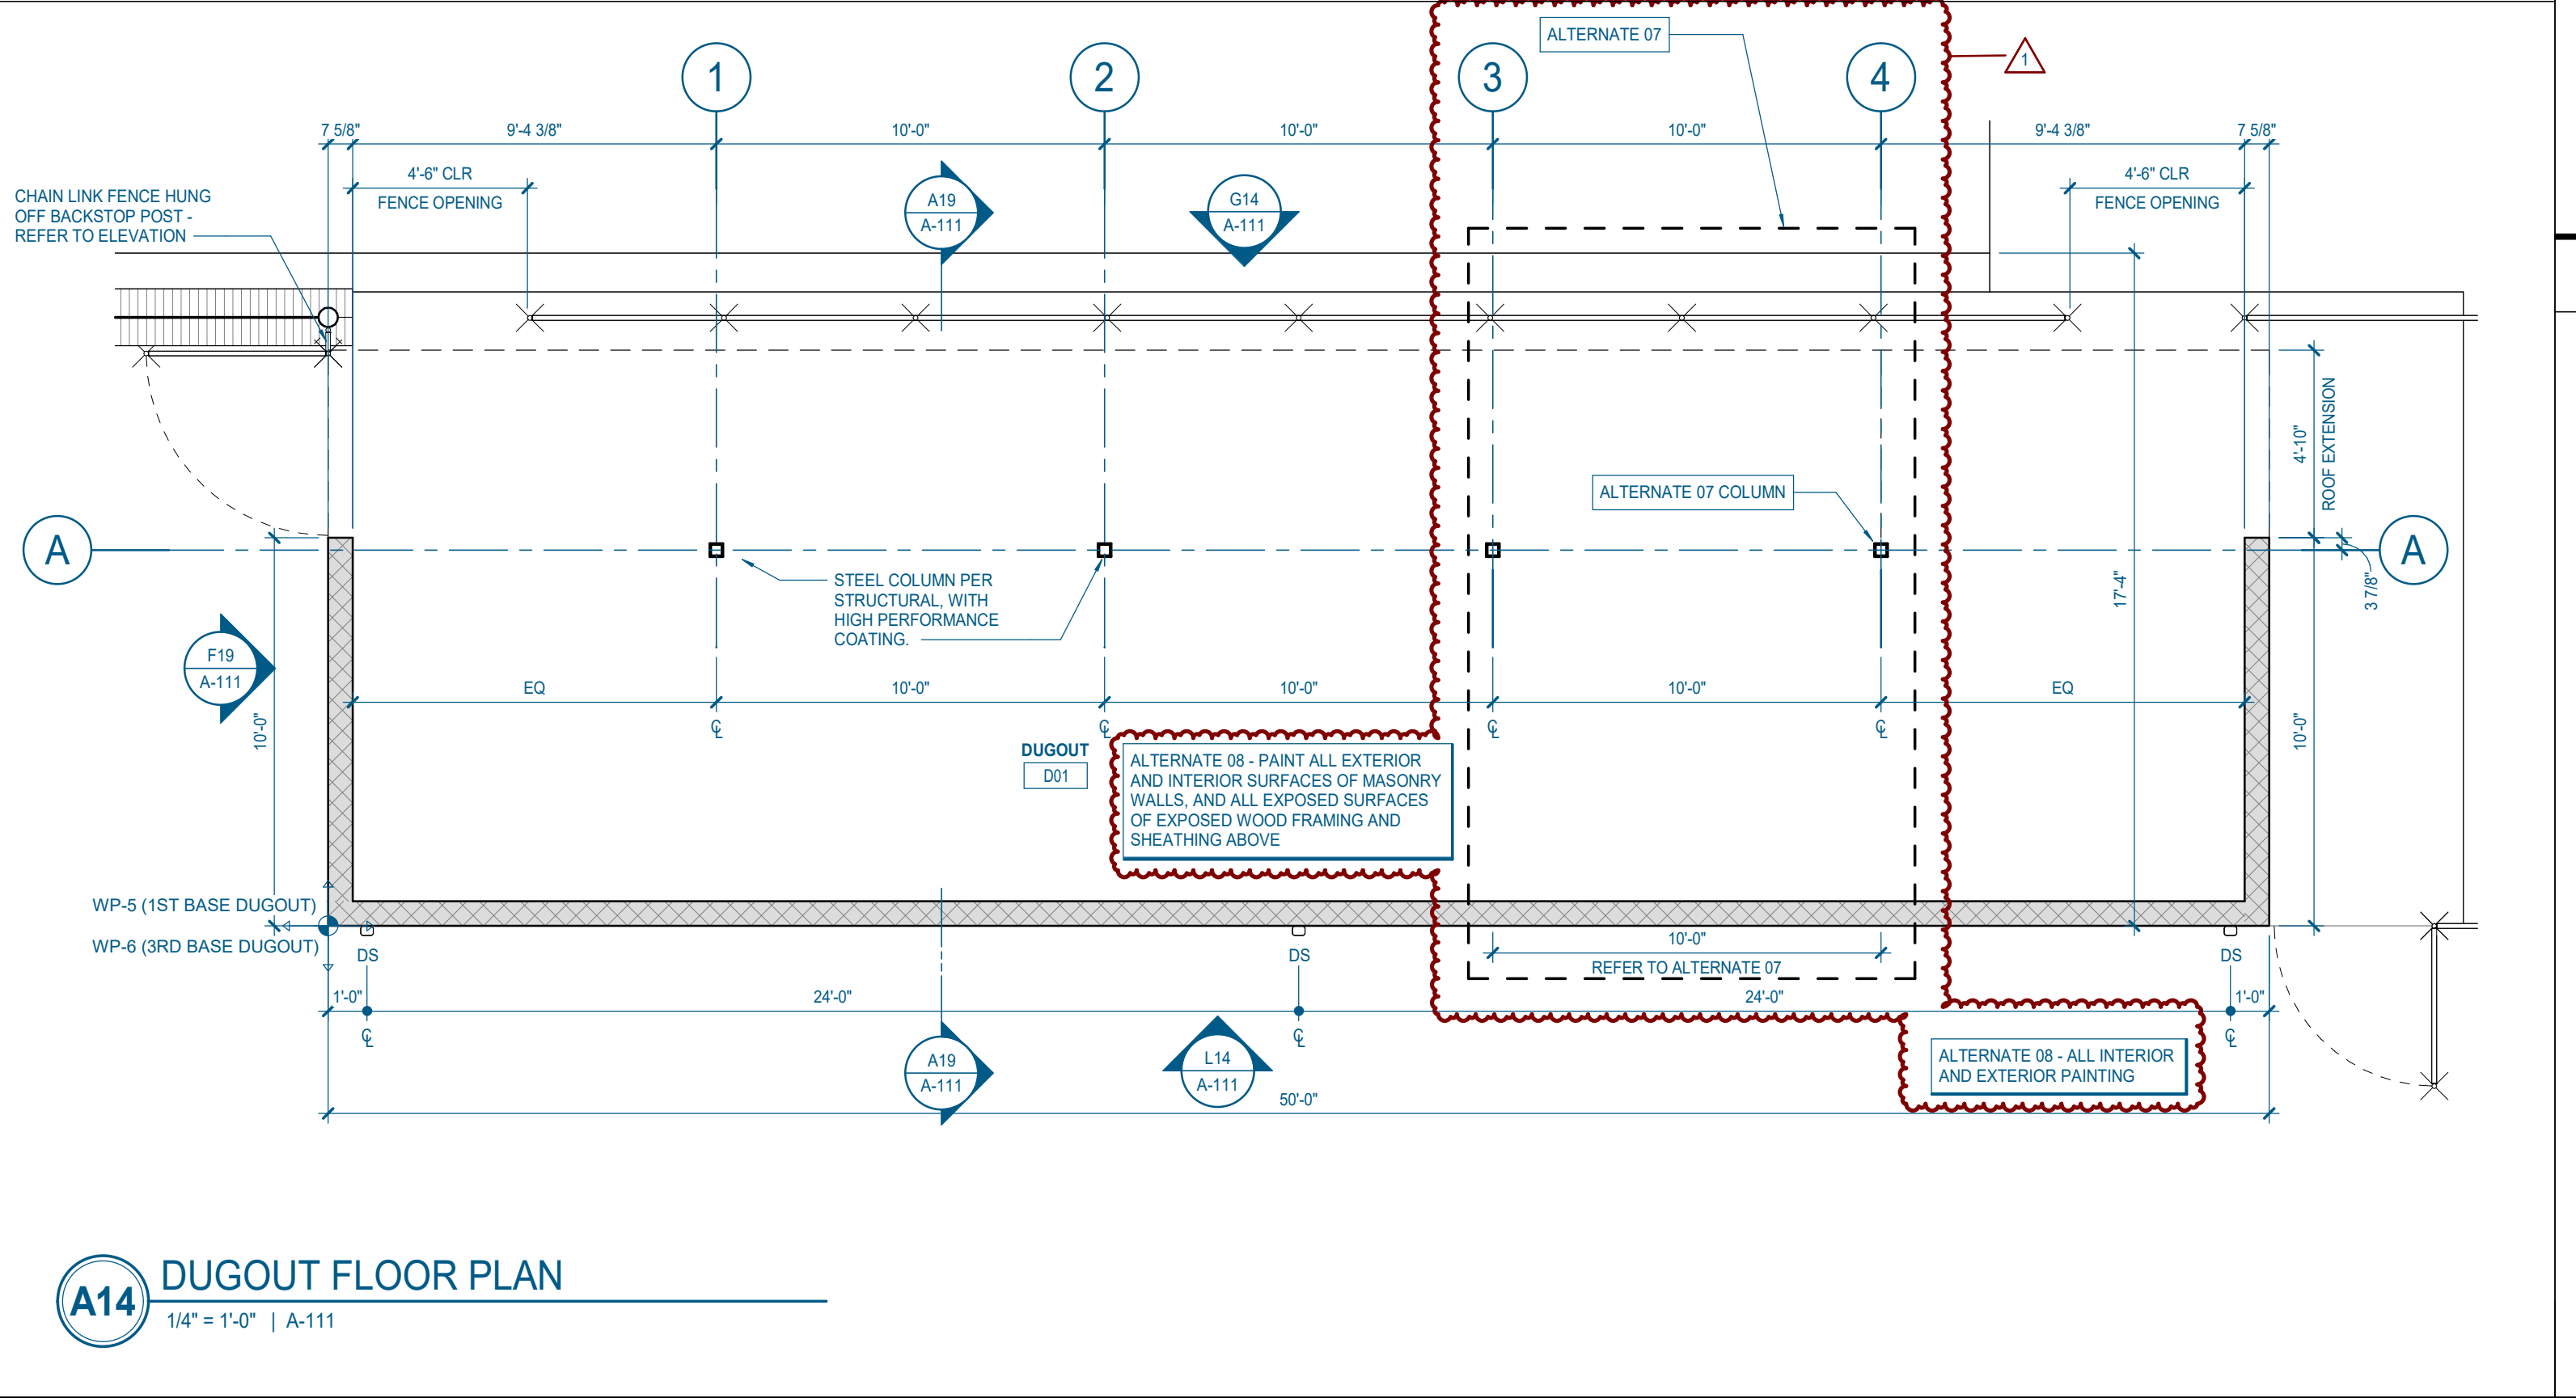 ALTERNATE 07
1
1
2
3
4
7 5/8"
9'-4 3/8"
10'-0"
10'-0"
10'-0"
9'-4 3/8"
7 5/8"
4'-6" CLR
FENCE OPENING
4'-6" CLR
FENCE OPENING
CHAIN LINK FENCE HUNG
OFF BACKSTOP POST -
REFER TO ELEVATION
A19
A-111
G14
A-111
4'-10"
ROOF EXTENSION
ALTERNATE 07 COLUMN
A
A
STEEL COLUMN PER
STRUCTURAL, WITH
HIGH PERFORMANCE
COATING.
17'-4"
3 7/8"
F19
A-111
10'-0"
EQ
10'-0"
10'-0"
10'-0"
EQ
10'-0"
℄
℄
℄
℄
DUGOUT
D01
ALTERNATE 08 - PAINT ALL EXTERIOR
AND INTERIOR SURFACES OF MASONRY
WALLS, AND ALL EXPOSED SURFACES
OF EXPOSED WOOD FRAMING AND
SHEATHING ABOVE
WP-5 (1ST BASE DUGOUT)
WP-6 (3RD BASE DUGOUT)
DS
DS
DS
10'-0"
REFER TO ALTERNATE 07
1'-0"
24'-0"
24'-0"
1'-0"
℄
℄
℄
A19
A-111
L14
A-111
ALTERNATE 08 - ALL INTERIOR
AND EXTERIOR PAINTING
50'-0"
A14
DUGOUT FLOOR PLAN
1/4" = 1'-0" | A-111